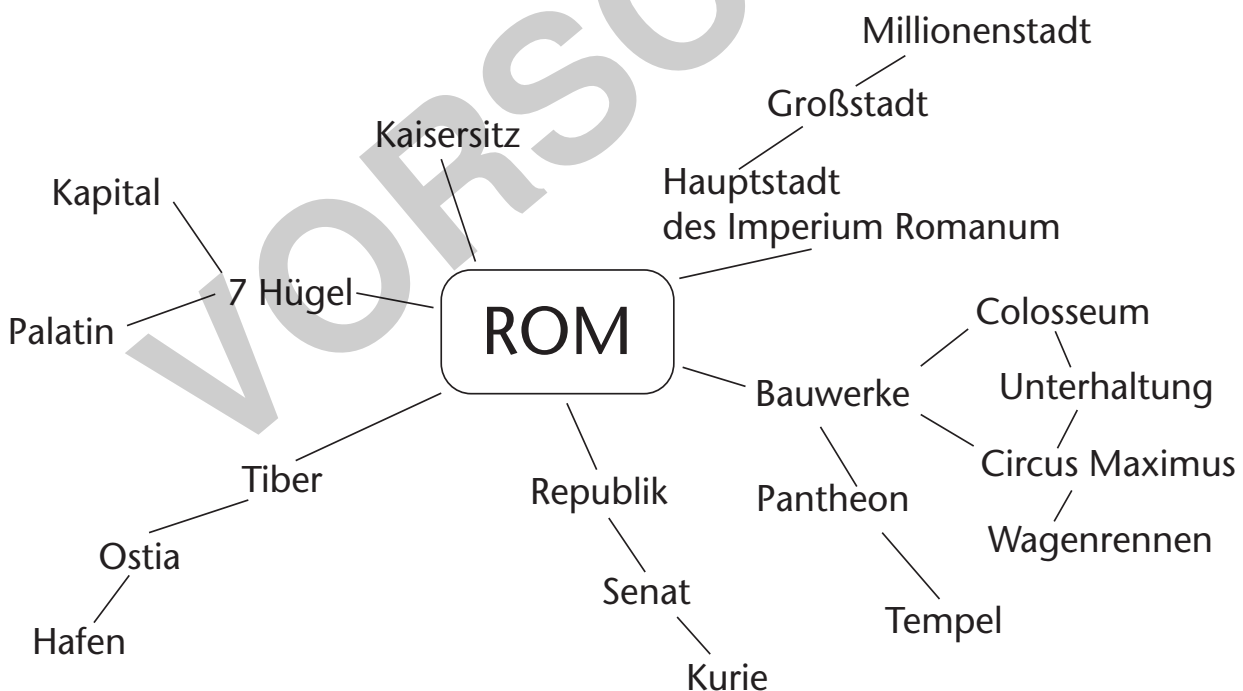 Millionenstadt
Großstadt
Kaisersitz
Hauptstadt
des Imperium Romanum
Kapital
7 Hügel
Palatin
ROM
Colosseum
Unterhaltung
Bauwerke
Circus Maximus
Wagenrennen
Pantheon
Tempel
Tiber
Ostia
Hafen
Republik
Senat
Kurie
VORSC